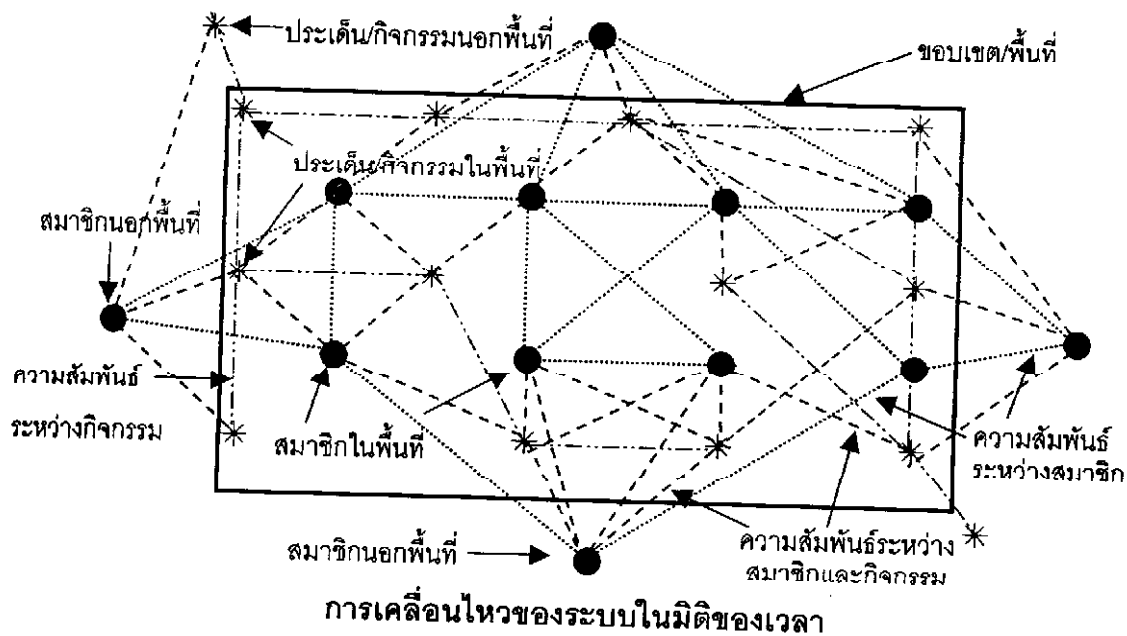 ประเด็น/กิจกรรมนอกพื้นที่
ขอบเขต/พื้นที่
ประเด็น/กิจกรรมในพื้นที่
สมาชิกนอกพื้นที่
ความสัมพันธ์
ระหว่างกิจกรรม
สมาชิกในพื้นที่
ความสัมพันธ์
ระหว่างสมาชิก
สมาชิกนอกพื้นที่
ความสัมพันธ์ระหว่าง
สมาชิกและกิจกรรม
การเคลื่อนไหวของระบบในมิติของเวลา